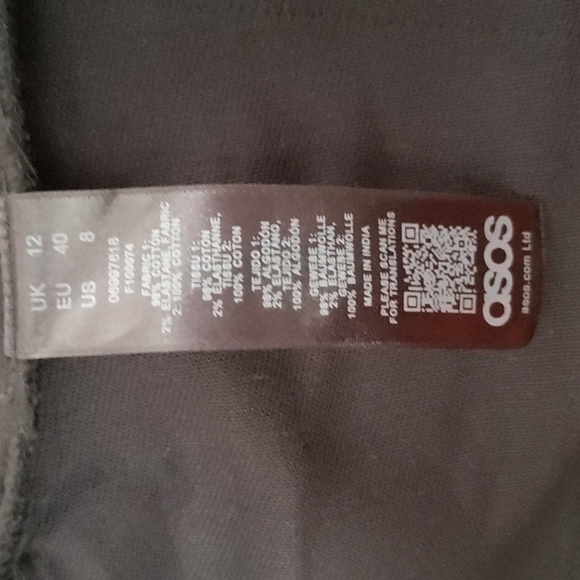 UK 12
EU 40
US 8
F100974
FABRIC 1:
98% COTTON,
2% ELASTANE FABRIC
2: 100% COTTON
TISSU 1:
98% COTON
2% ELASTHANNE,
TISSU 2:
100% COTON
TEJIDO 1:
98% ALGODÓN
2% ELASTANO,
TEJIDO 2:
100% ALGODÓN
GEWEBE 1:
98% BAUMWOLLE
2% ELASTHAN,
GEWEBE 2:
100% BAUMWOLLE
MADE IN INDIA
PLEASE SCAN ME
FOR TRANSLATIONS
asos
asos.com Ltd